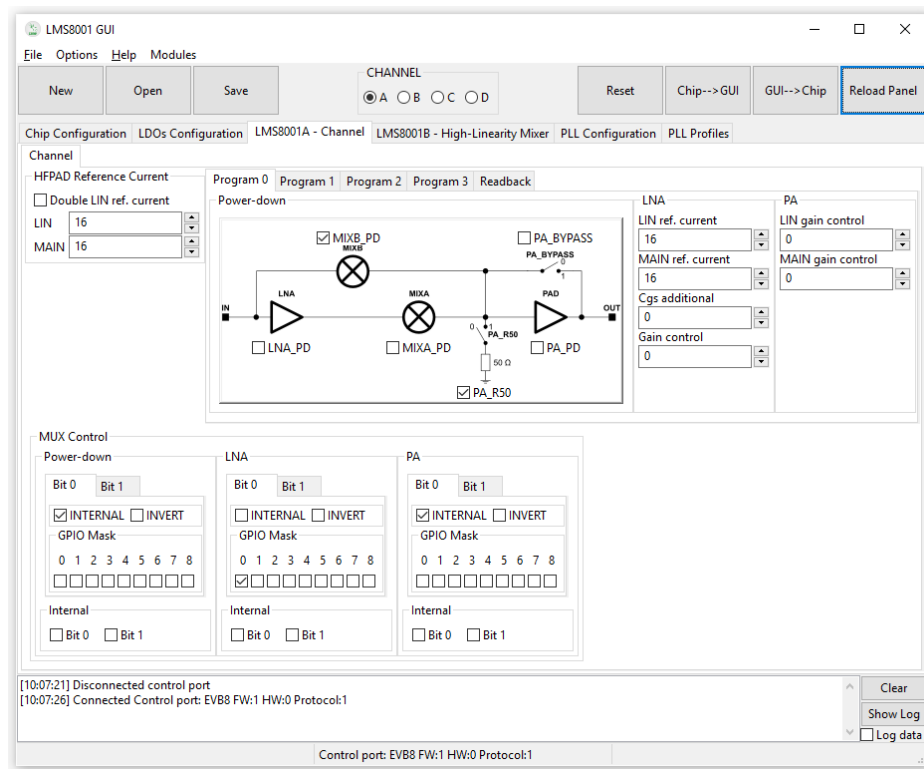 LMS8001 GUI
File Options Help Modules
New Open Save CHANNEL Reset Chip-->GUI GUI-->Chip Reload Panel
A B C D
Chip Configuration LDOs Configuration LMS8001A - Channel LMS8001B - High-Linearity Mixer PLL Configuration PLL Profiles
Channel
HFPAD Reference Current
Double LIN ref. current
LIN 16
MAIN 16
Program 0 Program 1 Program 2 Program 3 Readback
Power-down
MIXB_PD
MIXB
PA_BYPASS
PA_BYPASS
0
1
IN
LNA
MIXA
PAD
OUT
0 1
PA_R50
LNA_PD
MIXA_PD
PA_PD
50 Ω
PA_R50
LNA
LIN ref. current
16
MAIN ref. current
16
Cgs additional
0
Gain control
0
PA
LIN gain control
0
MAIN gain control
0
MUX Control
Power-down
Bit 0 Bit 1
INTERNAL INVERT
GPIO Mask
0 1 2 3 4 5 6 7 8
Internal
Bit 0 Bit 1
LNA
Bit 0 Bit 1
INTERNAL INVERT
GPIO Mask
0 1 2 3 4 5 6 7 8
Internal
Bit 0 Bit 1
PA
Bit 0 Bit 1
INTERNAL INVERT
GPIO Mask
0 1 2 3 4 5 6 7 8
Internal
Bit 0 Bit 1
[10:07:21] Disconnected control port
[10:07:26] Connected Control port: EVB8 FW:1 HW:0 Protocol:1
Clear
Show Log
Log data
Control port: EVB8 FW:1 HW:0 Protocol:1